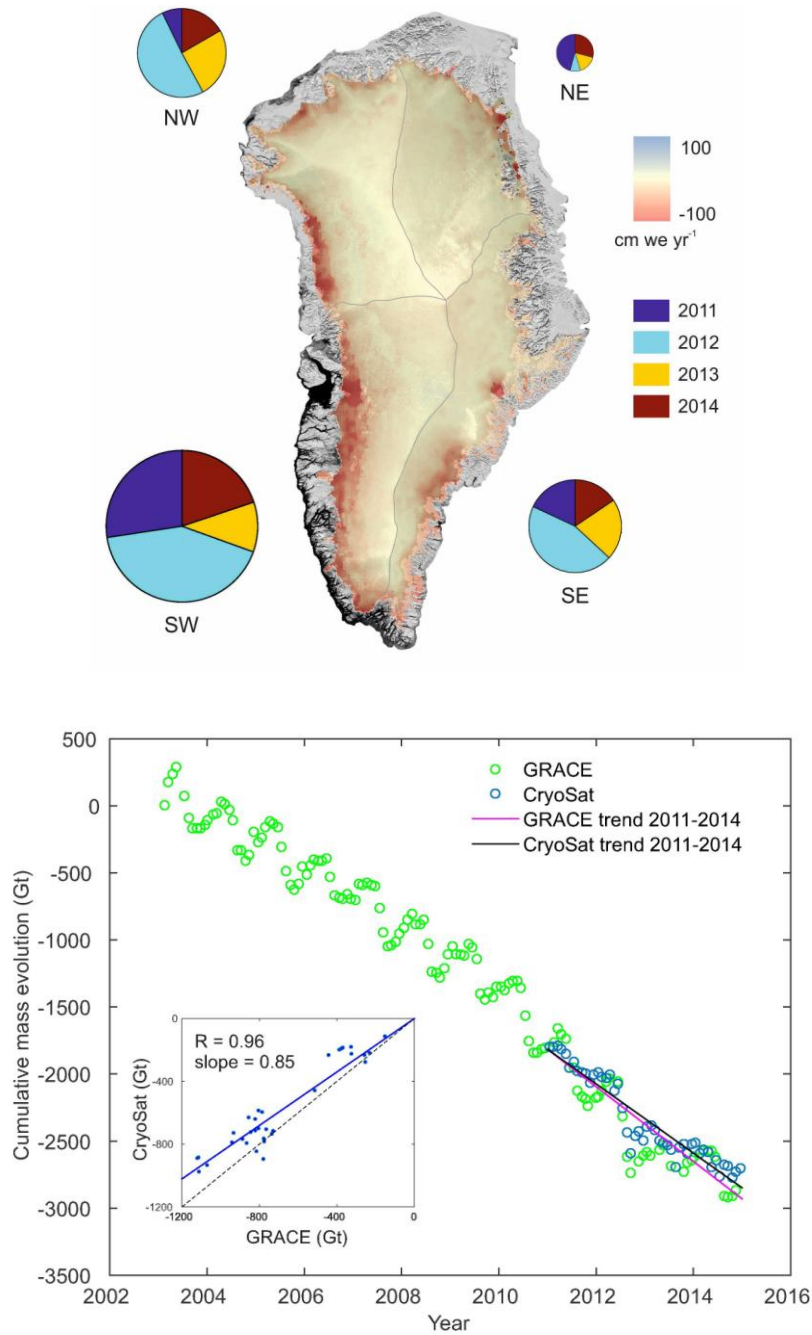 NW
NE
100
-100
cm we yr⁻¹
2011
2012
2013
2014
SW
SE
500
0
-500
-1000
-1500
-2000
-2500
-3000
-3500
Cumulative mass evolution (Gt)
GRACE
CryoSat
GRACE trend 2011-2014
CryoSat trend 2011-2014
R = 0.96
slope = 0.85
0
-400
-800
-1200
CryoSat (Gt)
-1200 -800 -400 0
GRACE (Gt)
2002 2004 2006 2008 2010 2012 2014 2016
Year